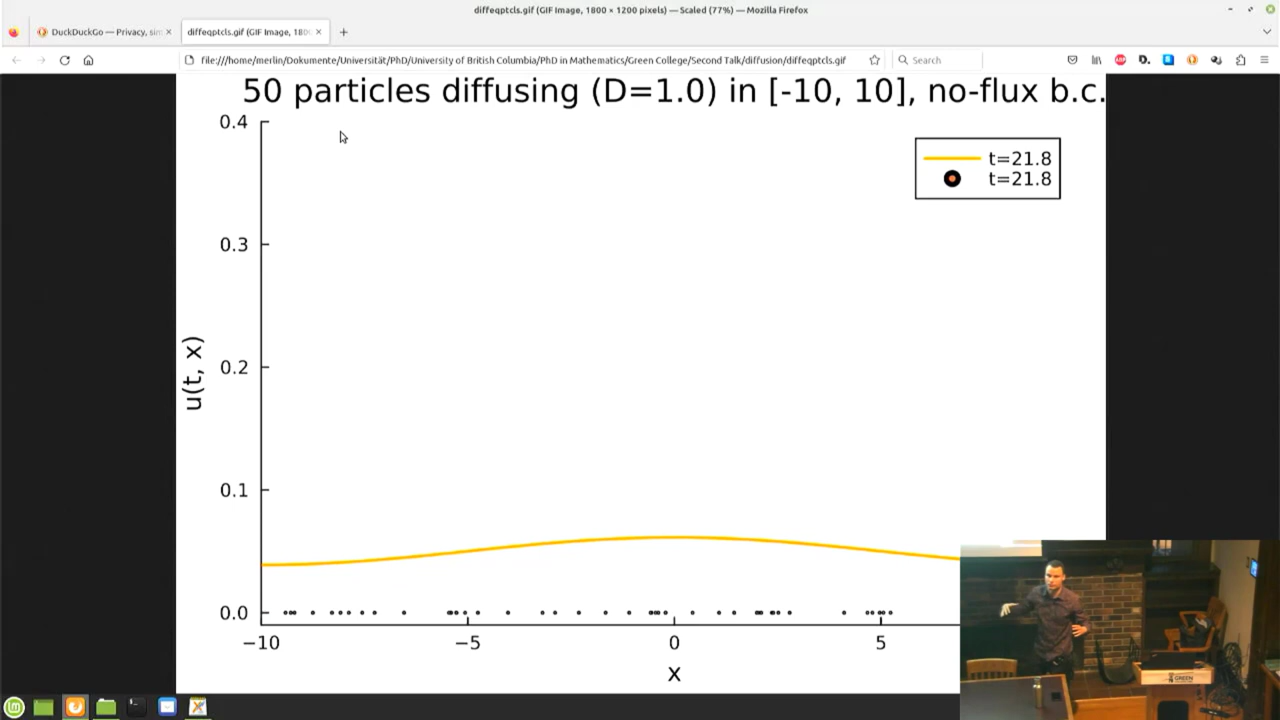 diffeqptcls.gif (GIF Image, 1800 × 1200 pixels) — Scaled (77%) — Mozilla Firefox
DuckDuckGo — Privacy, sim
diffeqptcls.gif (GIF Image, 180
file:///home/merlin/Dokumente/Universität/PhD/University of British Columbia/PhD in Mathematics/Green College/Second Talk/diffusion/diffeqptcls.gif
Search
50 particles diffusing (D=1.0) in [-10, 10], no-flux b.c.
0.4
t=21.8
t=21.8
0.3
0.2
u(t, x)
0.1
0.0
−10
−5
0
5
x
GREEN